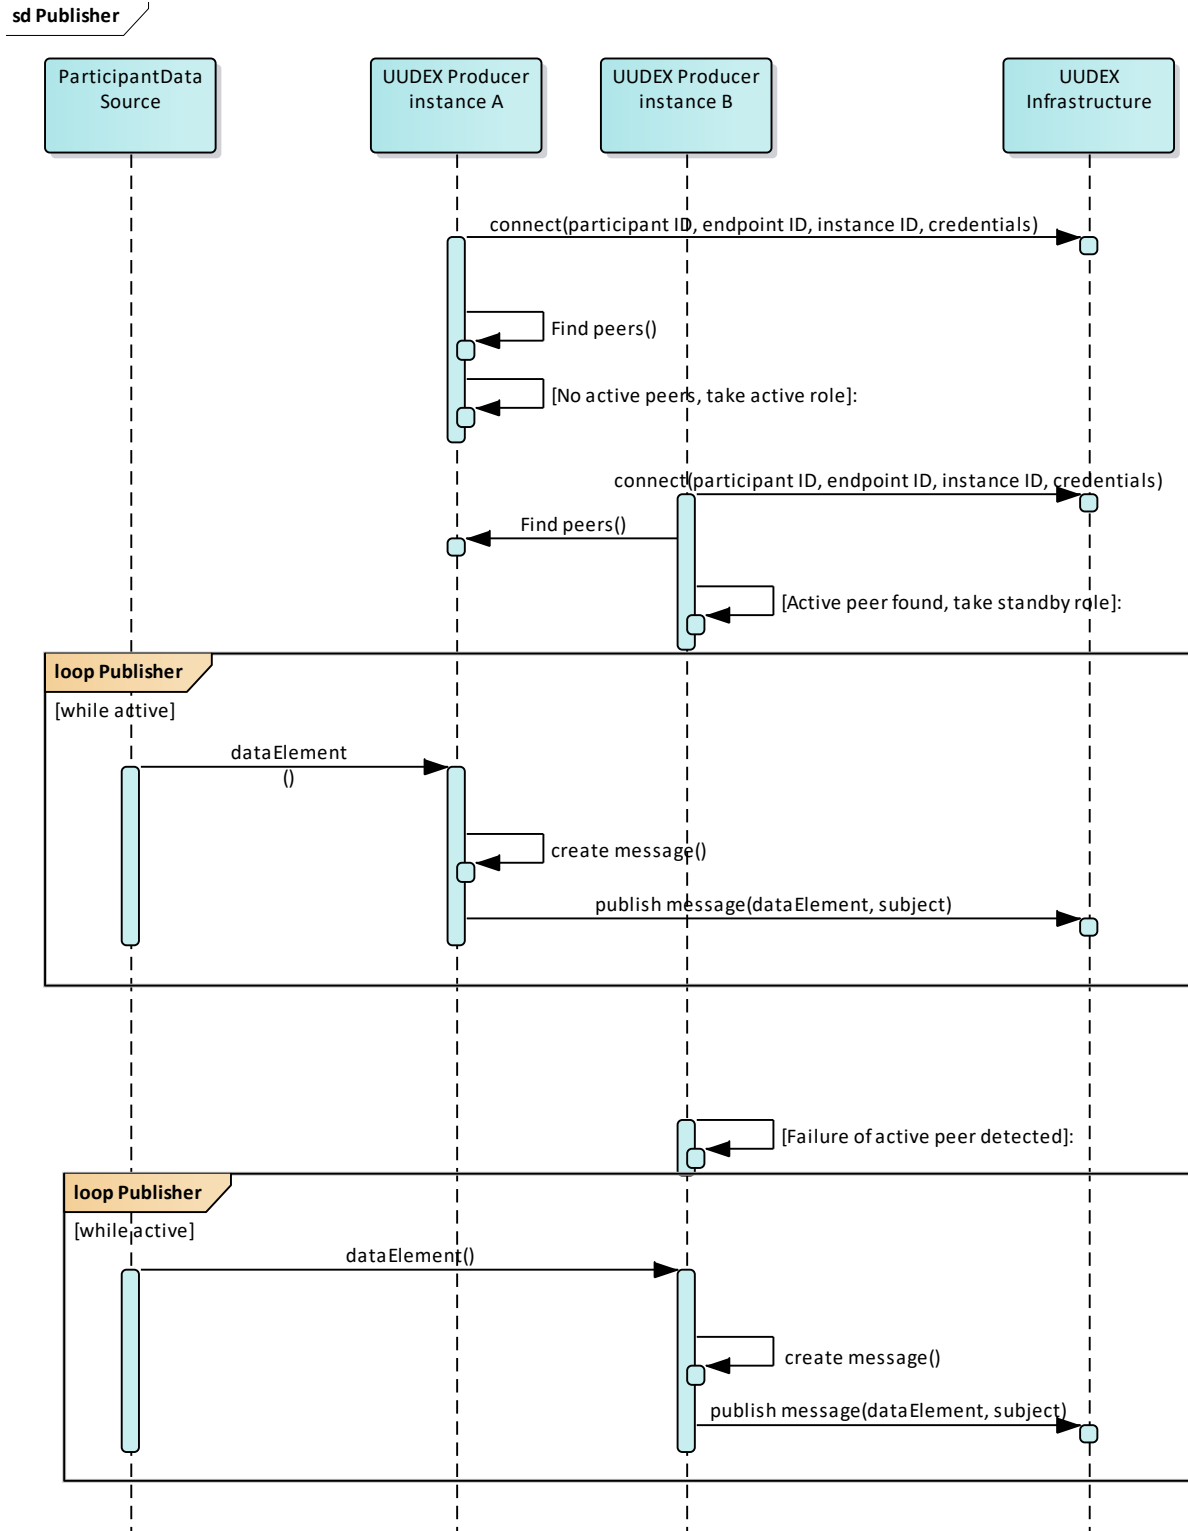 sd Publisher
ParticipantData
Source
UUDEX Producer
instance A
UUDEX Producer
instance B
UUDEX
Infrastructure
connect(participant ID, endpoint ID, instance ID, credentials)
Find peers()
[No active peers, take active role]:
connect(participant ID, endpoint ID, instance ID, credentials)
Find peers()
[Active peer found, take standby role]:
loop Publisher
[while active]
dataElement
()
create message()
publish message(dataElement, subject)
[Failure of active peer detected]:
loop Publisher
[while active]
dataElement()
create message()
publish message(dataElement, subject)